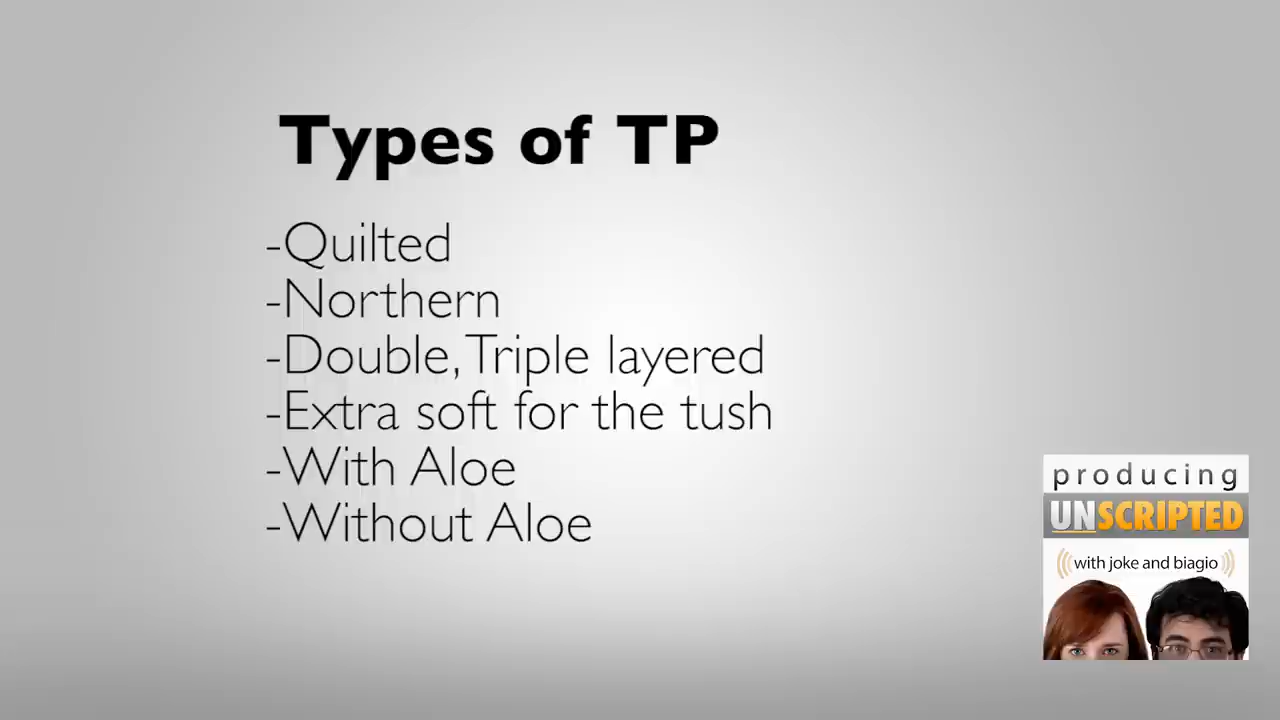 Types of TP
-Quilted
-Northern
-Double, Triple layered
-Extra soft for the tush
-With Aloe
-Without Aloe
producing
UNSCRIPTED
with joke and biagio